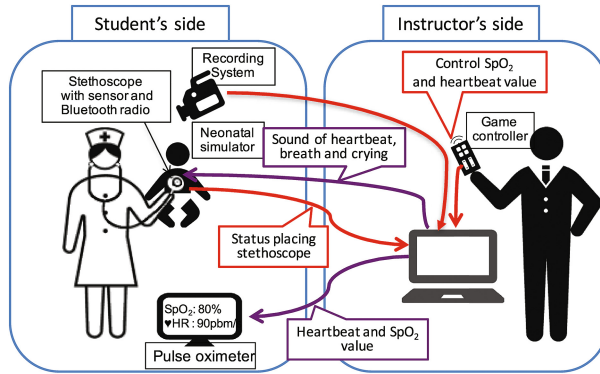 Student's side
Instructor's side
Recording
System
Control SpO₂
and heartbeat value
Stethoscope
with sensor and
Bluetooth radio
Game
controller
Neonatal
simulator
Sound of heartbeat,
breath and crying
Status placing
stethoscope
SpO₂: 80%
♥HR : 90pbm/
Heartbeat and SpO₂
value
Pulse oximeter